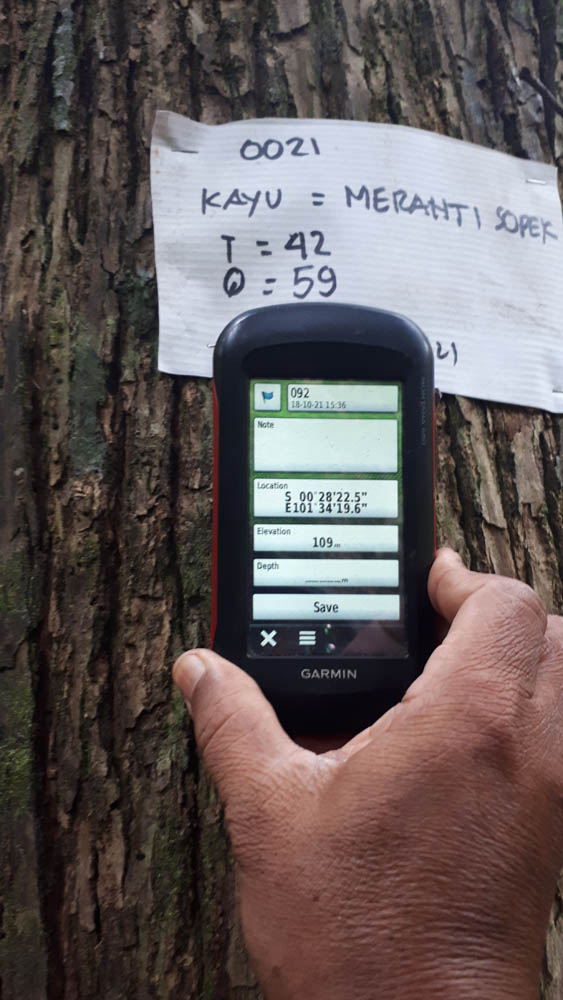 0021
KAYU = MERANTI SOPEK
T = 42
Ø = 59
21
092
18-10-21 15:36
Note
Location
S 00°28'22.5"
E101°34'19.6"
Elevation
109m
Depth
_____m
Save
GARMIN